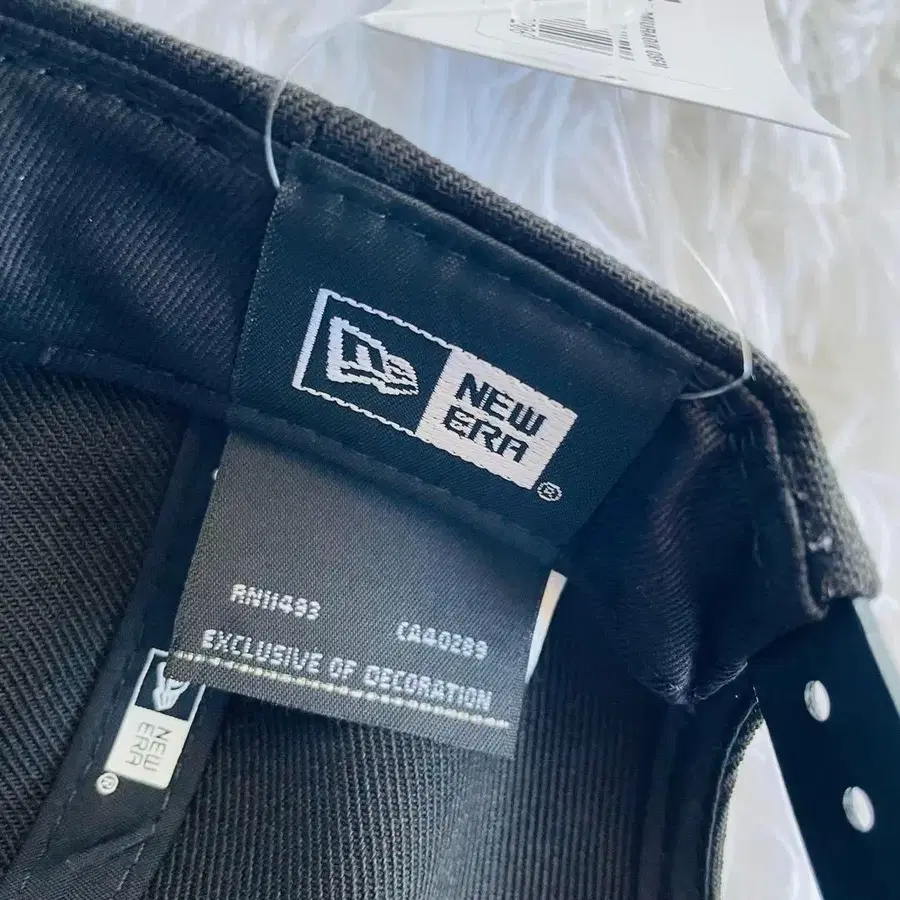 NEW
ERA
®
RN11493
CA40289
EXCLUSIVE OF DECORATION
NEW
ERA
®